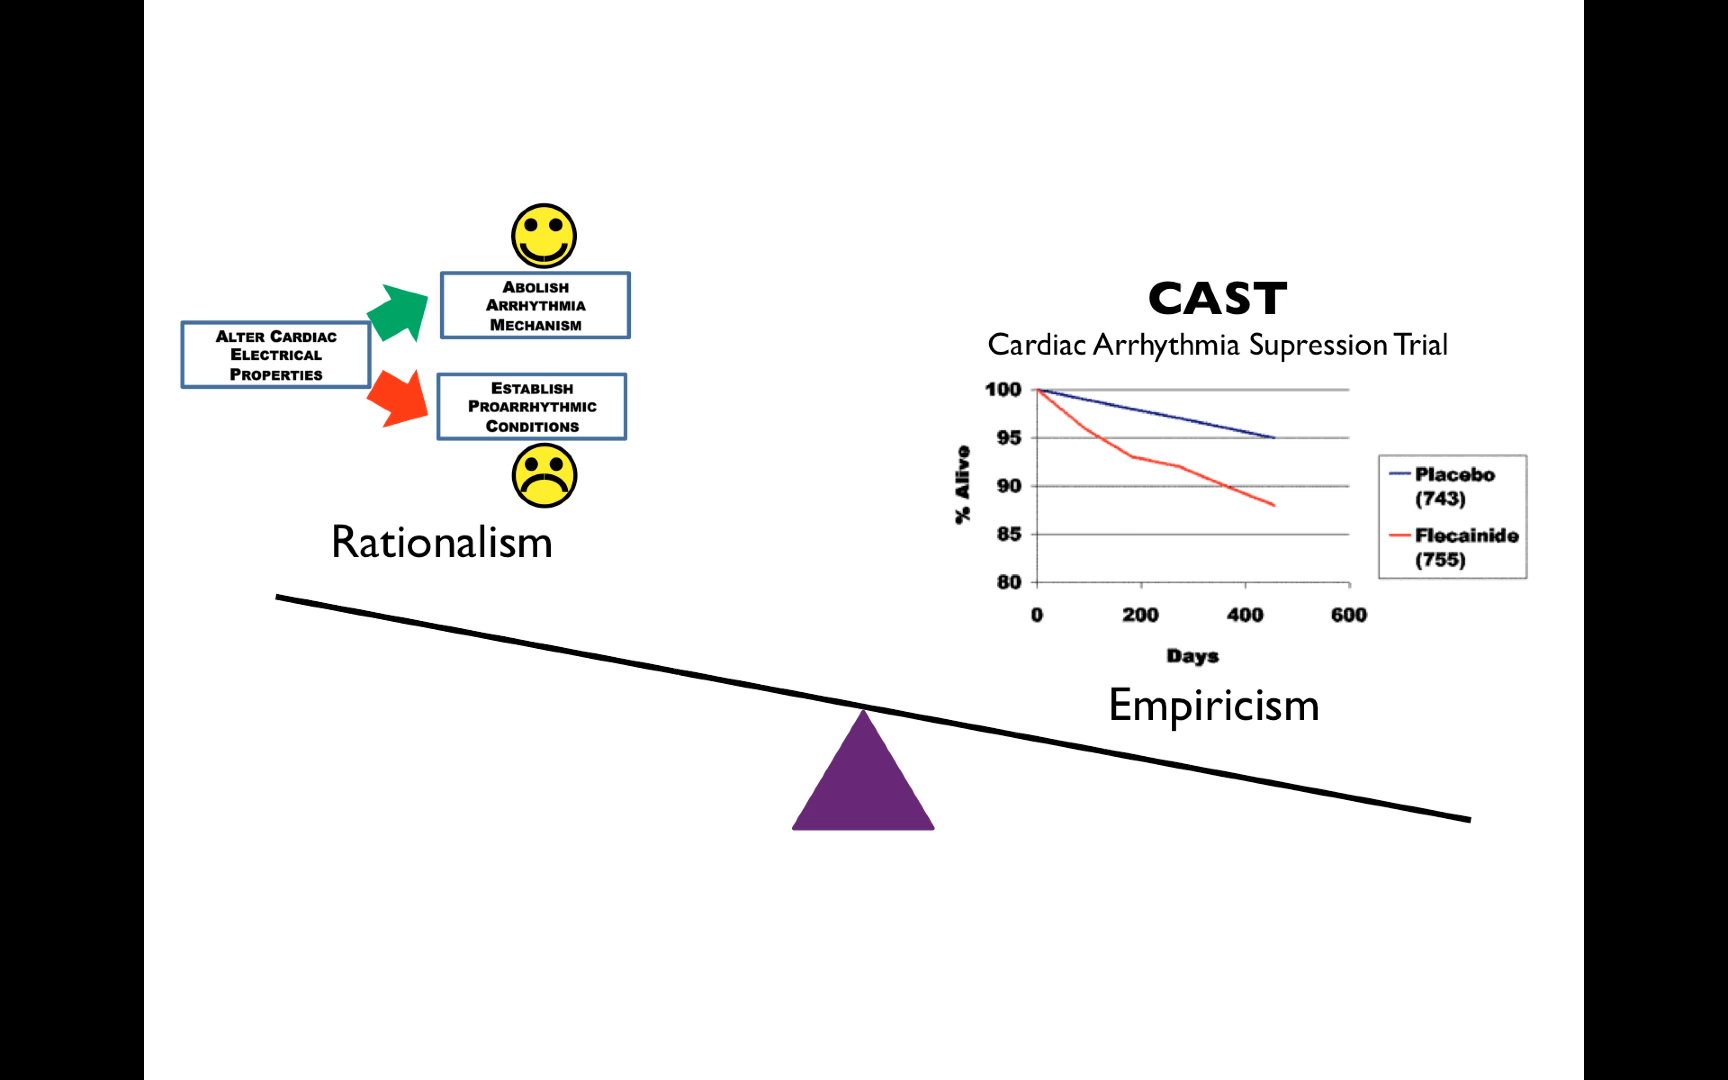 ALTER CARDIAC
ELECTRICAL
PROPERTIES
ABOLISH
ARRHYTHMIA
MECHANISM
ESTABLISH
PROARRHYTHMIC
CONDITIONS
Rationalism
CAST
Cardiac Arrhythmia Supression Trial
% Alive
100
95
90
85
80
0 200 400 600
Days
Placebo
(743)
Flecainide
(755)
Empiricism